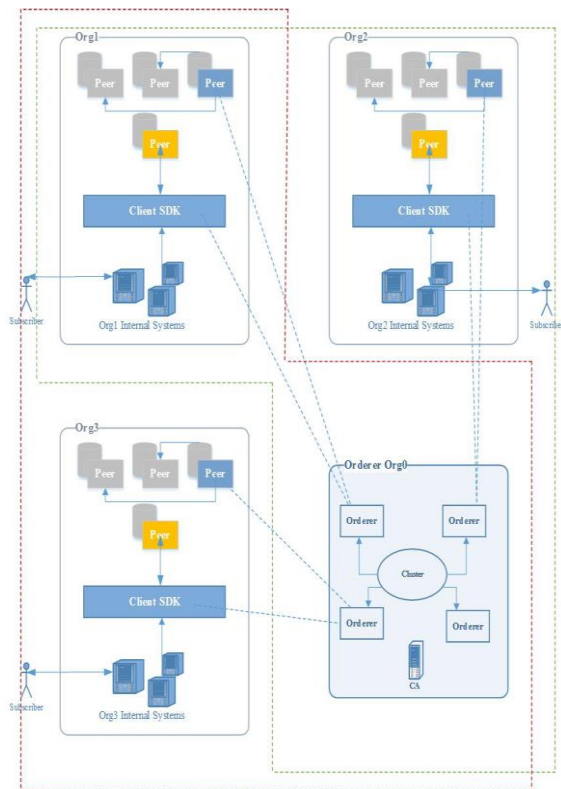 Org1
Peer
Peer
Peer
Peer
Client SDK
Org1 Internal Systems
Subscriber
Org2
Peer
Peer
Peer
Peer
Client SDK
Org2 Internal Systems
Subscriber
Org3
Peer
Peer
Peer
Peer
Client SDK
Org3 Internal Systems
Subscriber
Orderer Org0
Orderer
Orderer
Cluster
Orderer
Orderer
CA